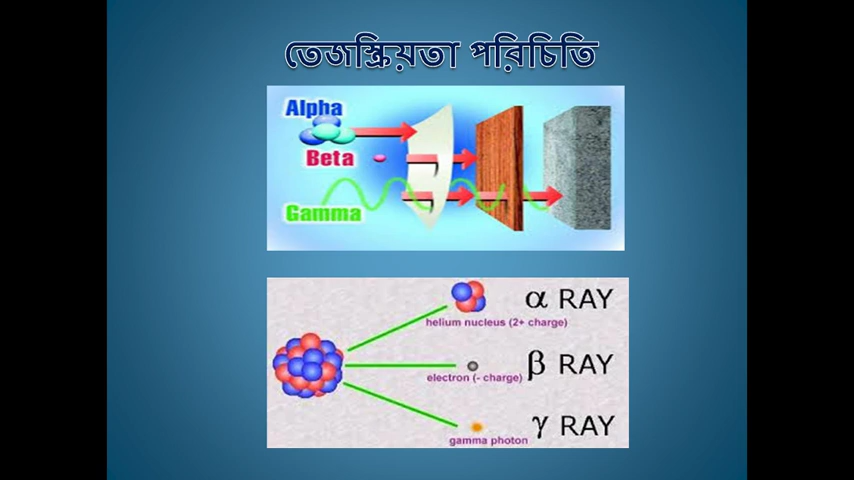 তেজস্ক্রিয়তা পরিচিতি
Alpha
Beta
Gamma
α RAY
helium nucleus (2+ charge)
β RAY
electron (- charge)
γ RAY
gamma photon